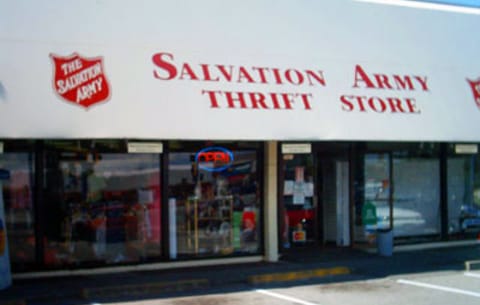 THE
SALVATION
ARMY
SALVATION ARMY
THRIFT STORE
OPEN